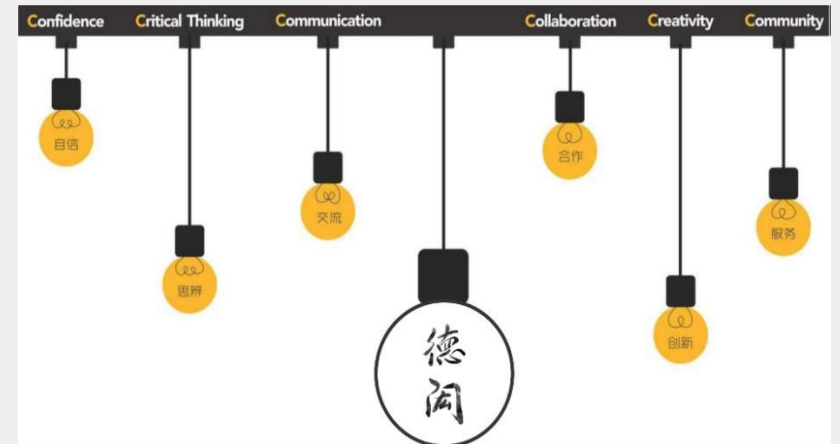 Confidence Critical Thinking Communication Collaboration Creativity Community
自信
合作
交流
服务
思辨
创新
德
闳